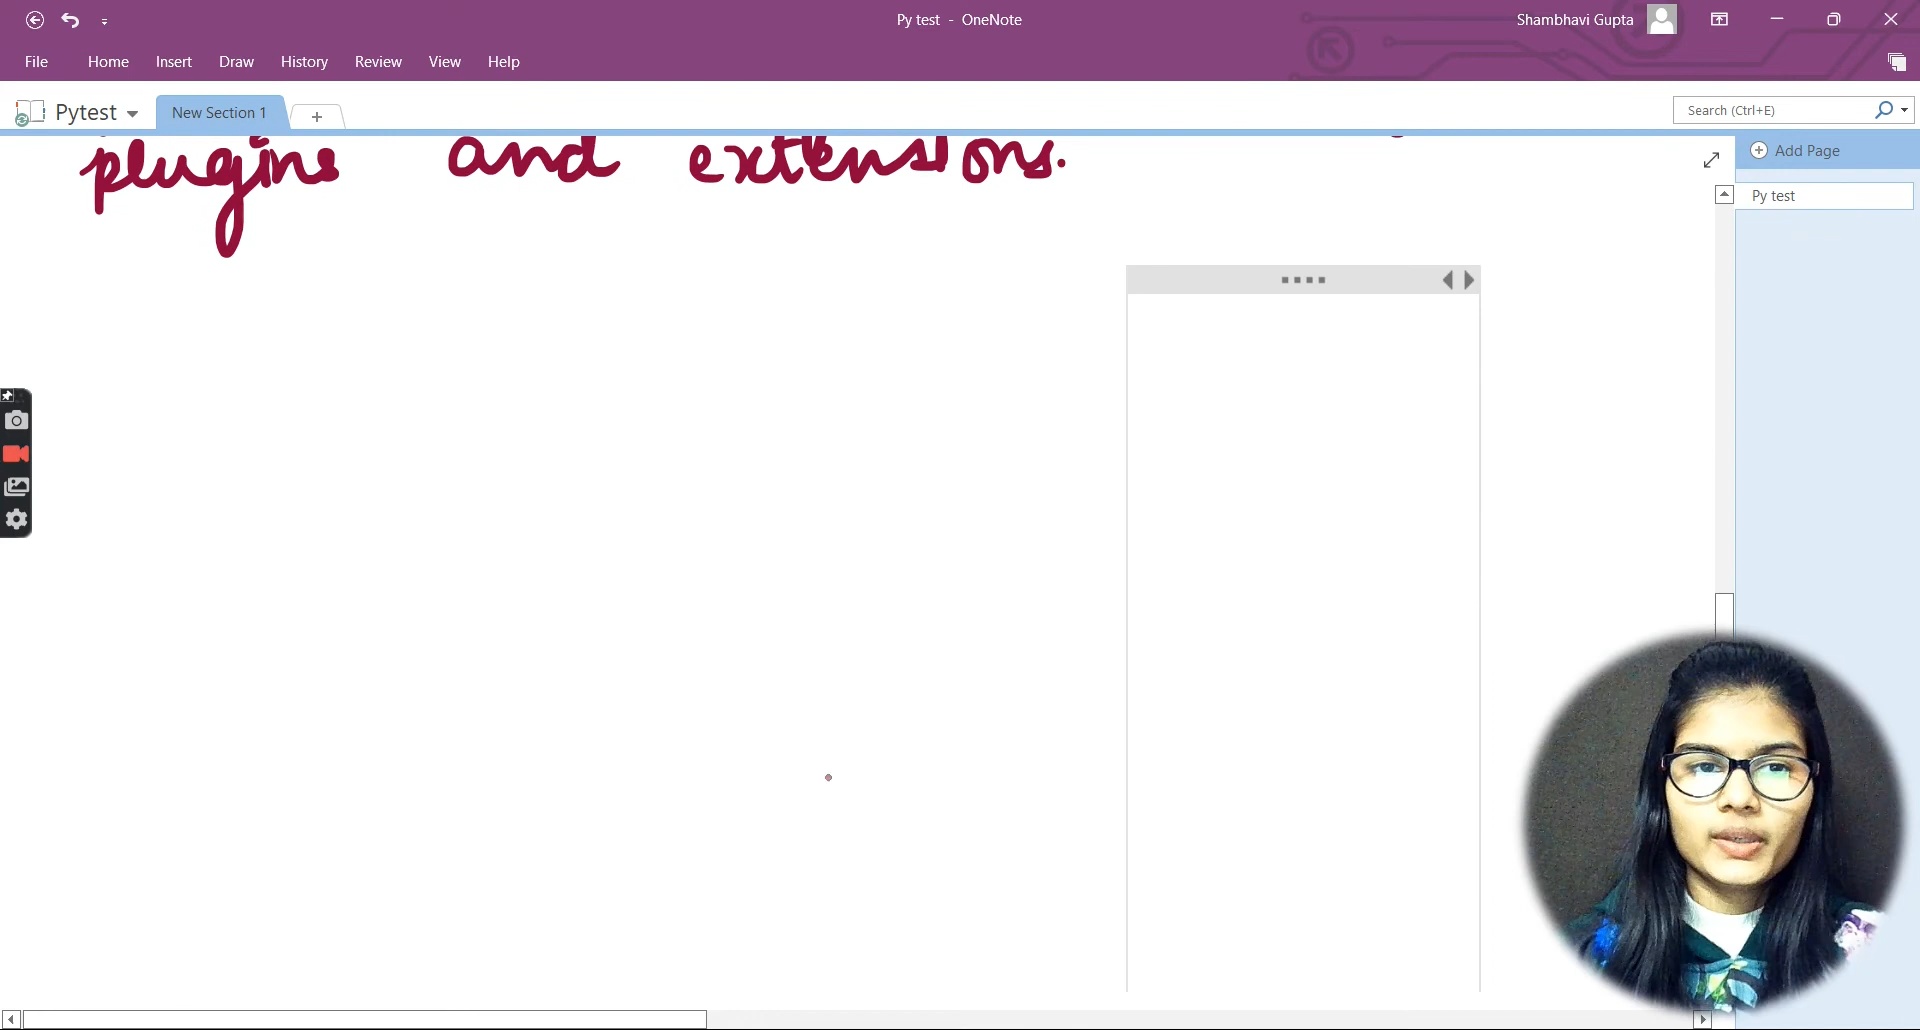 Py test - OneNote
Shambhavi Gupta
File Home Insert Draw History Review View Help
Pytest
New Section 1
Search (Ctrl+E)
Add Page
Py test
plugins and extensions.